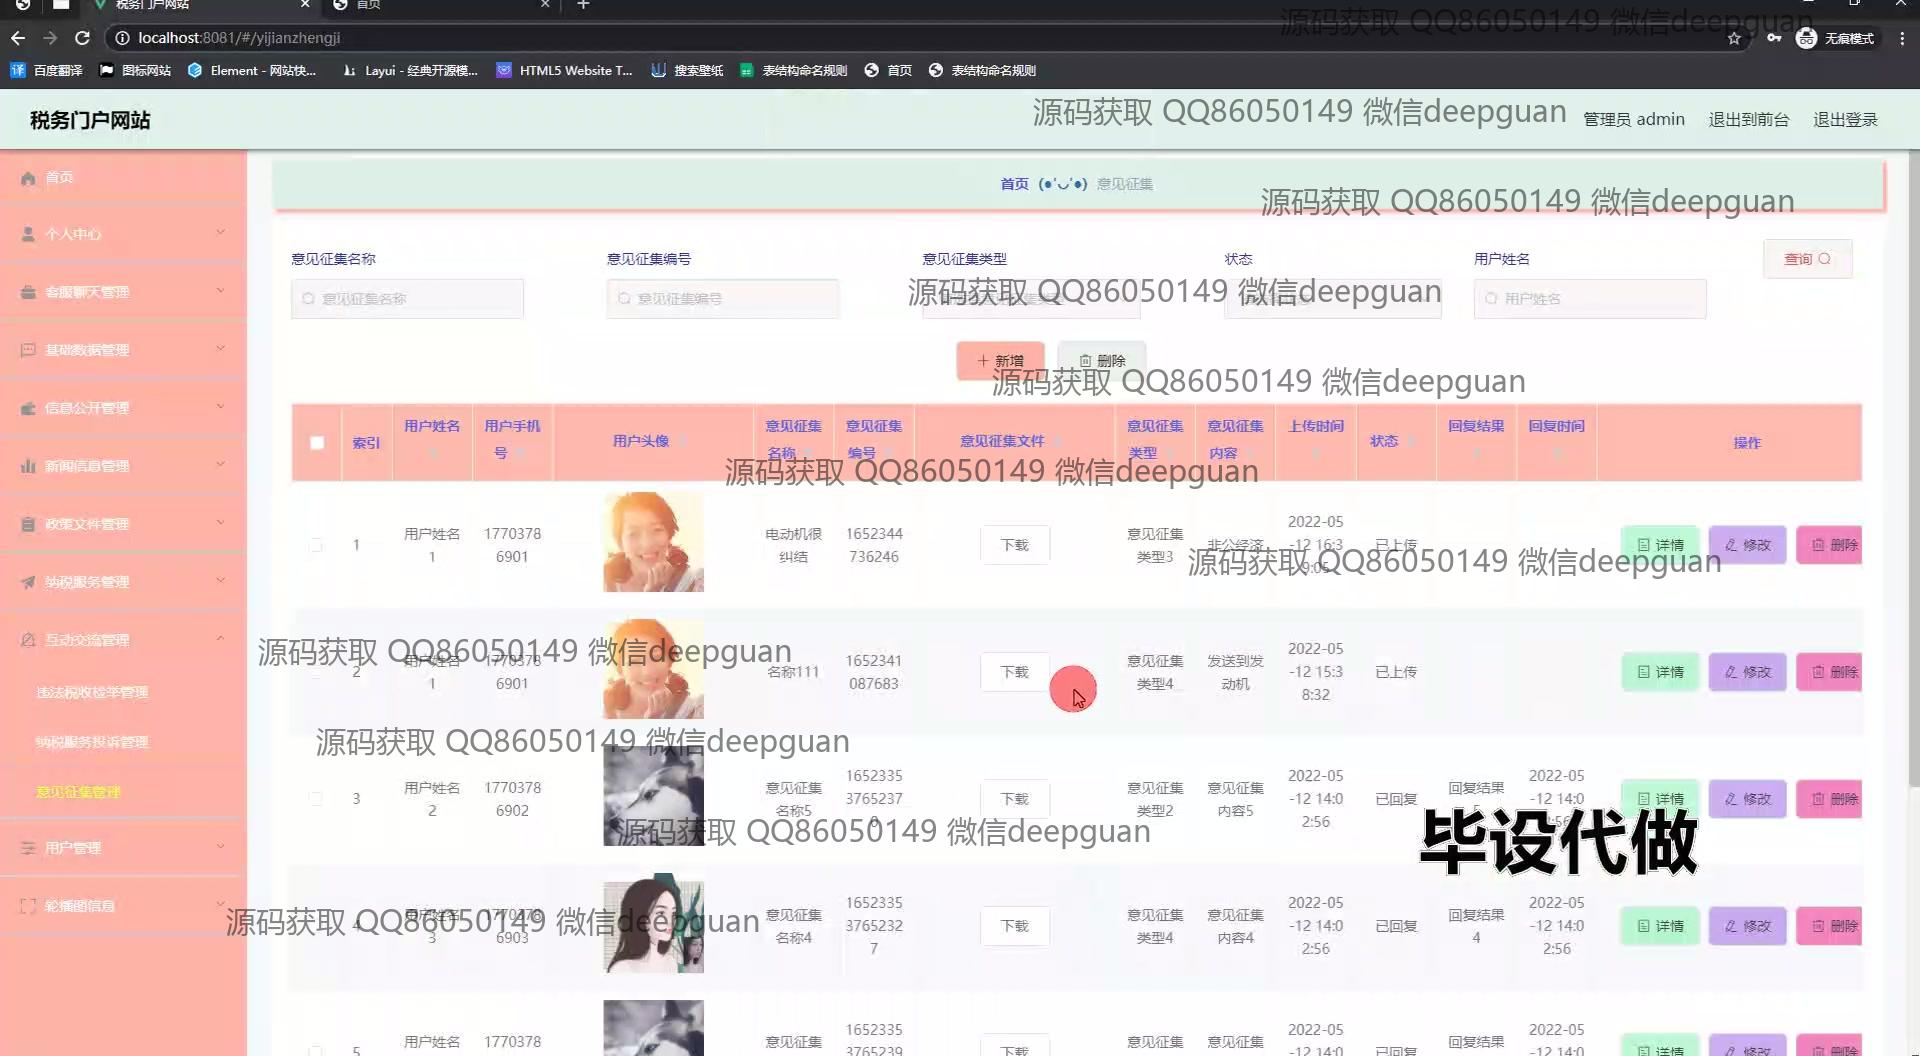 税务门户网站
首页
localhost:8081/#/yijianzhengji
无痕模式
百度翻译
图标网站
Element - 网站快...
Layui - 经典开源模...
HTML5 Website T...
搜索壁纸
表结构命名规则
首页
表结构命名规则
源码获取 QQ86050149 微信deepguan
税务门户网站
源码获取 QQ86050149 微信deepguan
管理员 admin
退出到前台
退出登录
首页
个人中心
客服聊天管理
基础数据管理
信息公开管理
新闻信息管理
政策文件管理
纳税服务管理
互动交流管理
违法税收检举管理
纳税服务投诉管理
意见征集管理
用户管理
轮播图信息
首页 (●'◡'●) 意见征集
源码获取 QQ86050149 微信deepguan
意见征集名称
意见征集编号
意见征集类型
状态
用户姓名
查询
意见征集名称
意见征集编号
用户姓名
源码获取 QQ86050149 微信deepguan
新增
删除
源码获取 QQ86050149 微信deepguan
索引
用户姓名
用户手机号
用户头像
意见征集名称
意见征集编号
意见征集文件
意见征集类型
意见征集内容
上传时间
状态
回复结果
回复时间
操作
源码获取 QQ86050149 微信deepguan
1
用户姓名1
17703786901
电动机很纠结
1652344736246
下载
意见征集类型3
非公经济
2022-05-12 16:39:05
已上传
详情
修改
删除
源码获取 QQ86050149 微信deepguan
2
用户姓名1
17703786901
名称111
1652341087683
下载
意见征集类型4
发送到发动机
2022-05-12 15:38:32
已上传
详情
修改
删除
源码获取 QQ86050149 微信deepguan
源码获取 QQ86050149 微信deepguan
3
用户姓名2
17703786902
意见征集名称5
16523353765237
下载
意见征集类型2
意见征集内容5
2022-05-12 14:02:56
已回复
回复结果5
2022-05-12 14:02:56
详情
修改
删除
源码获取 QQ86050149 微信deepguan
毕设代做
4
用户姓名3
17703786903
意见征集名称4
165233537652327
下载
意见征集类型4
意见征集内容4
2022-05-12 14:02:56
已回复
回复结果4
2022-05-12 14:02:56
详情
修改
删除
源码获取 QQ86050149 微信deepguan
5
用户姓名
1770378
意见征集
1652335
3765239
下载
意见征集
意见征集
2022-05
-12 14:0
已回复
回复结果
2022-05
-12 14:0
详情
修改
删除